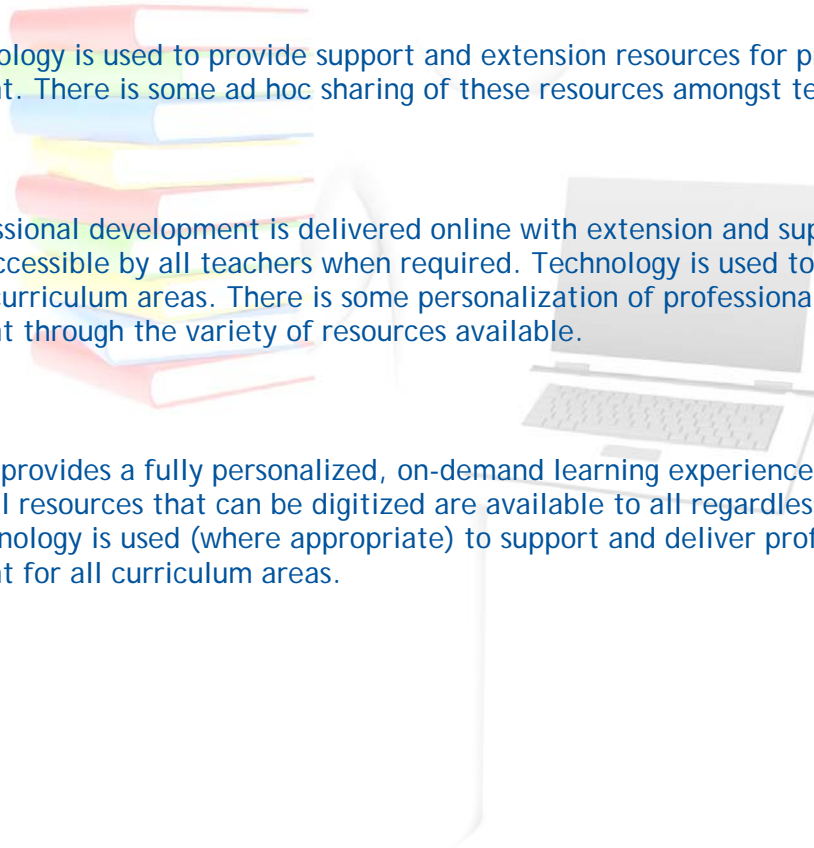 ology is used to provide support and extension resources for p
t. There is some ad hoc sharing of these resources amongst te
ssional development is delivered online with extension and sup
ccessible by all teachers when required. Technology is used to
curriculum areas. There is some personalization of professiona
t through the variety of resources available.
provides a fully personalized, on-demand learning experience
l resources that can be digitized are available to all regardles
nology is used (where appropriate) to support and deliver prof
t for all curriculum areas.